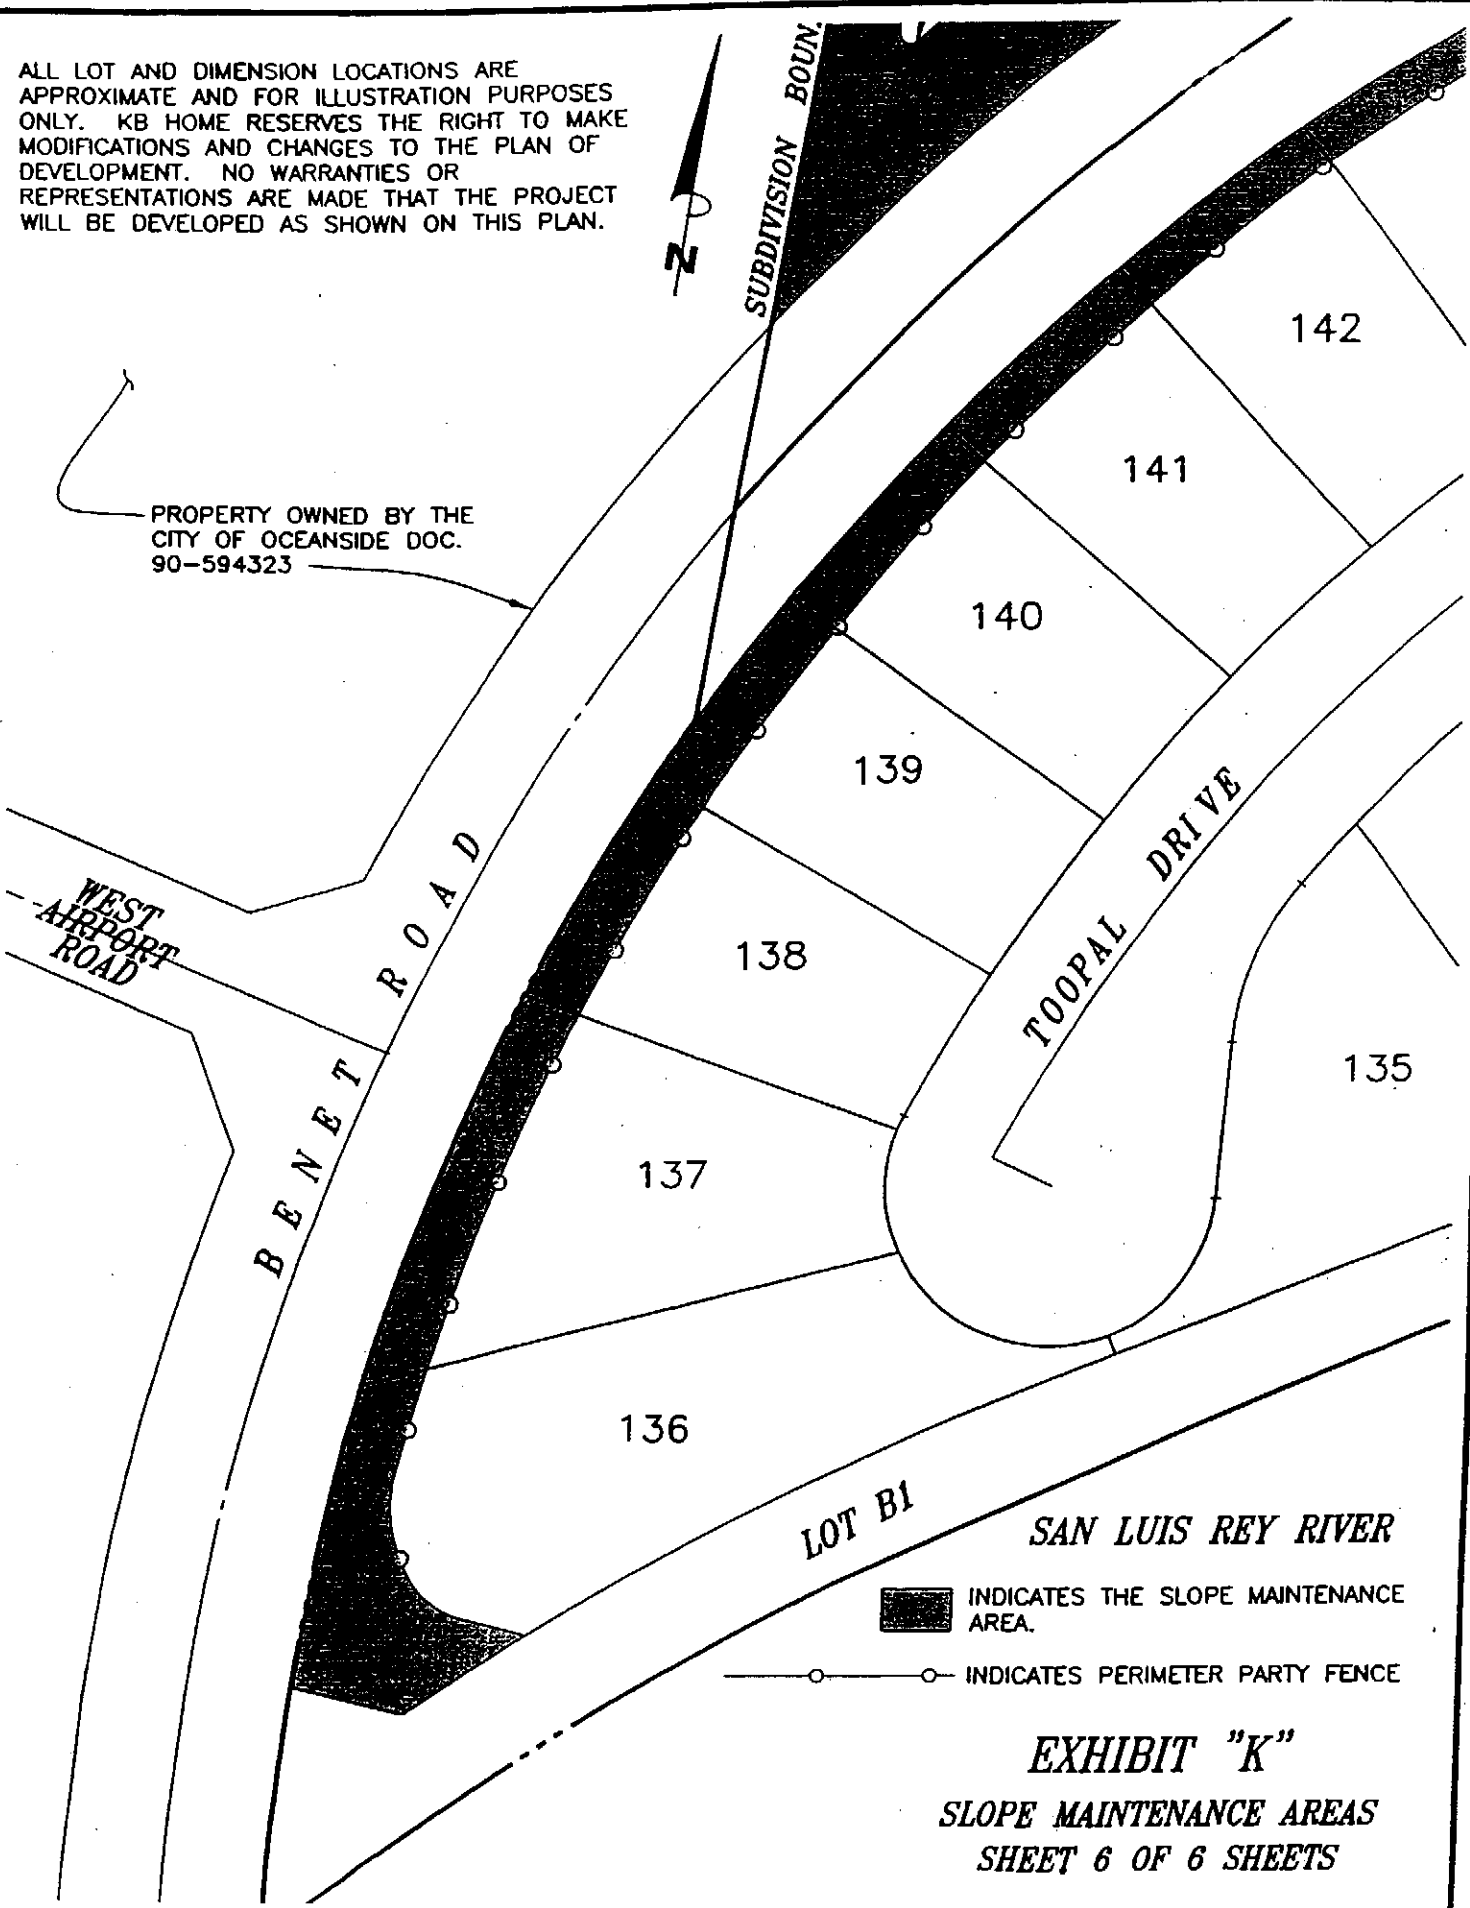 ALL LOT AND DIMENSION LOCATIONS ARE
APPROXIMATE AND FOR ILLUSTRATION PURPOSES
ONLY. KB HOME RESERVES THE RIGHT TO MAKE
MODIFICATIONS AND CHANGES TO THE PLAN OF
DEVELOPMENT. NO WARRANTIES OR
REPRESENTATIONS ARE MADE THAT THE PROJECT
WILL BE DEVELOPED AS SHOWN ON THIS PLAN.
N
SUBDIVISION BOUN.
142
141
PROPERTY OWNED BY THE
CITY OF OCEANSIDE DOC.
90-594323
140
139
TOOPAL DRIVE
BENET ROAD
WEST
AIRPORT
ROAD
138
135
137
136
LOT B1
SAN LUIS REY RIVER
INDICATES THE SLOPE MAINTENANCE
AREA.
INDICATES PERIMETER PARTY FENCE
EXHIBIT "K"
SLOPE MAINTENANCE AREAS
SHEET 6 OF 6 SHEETS